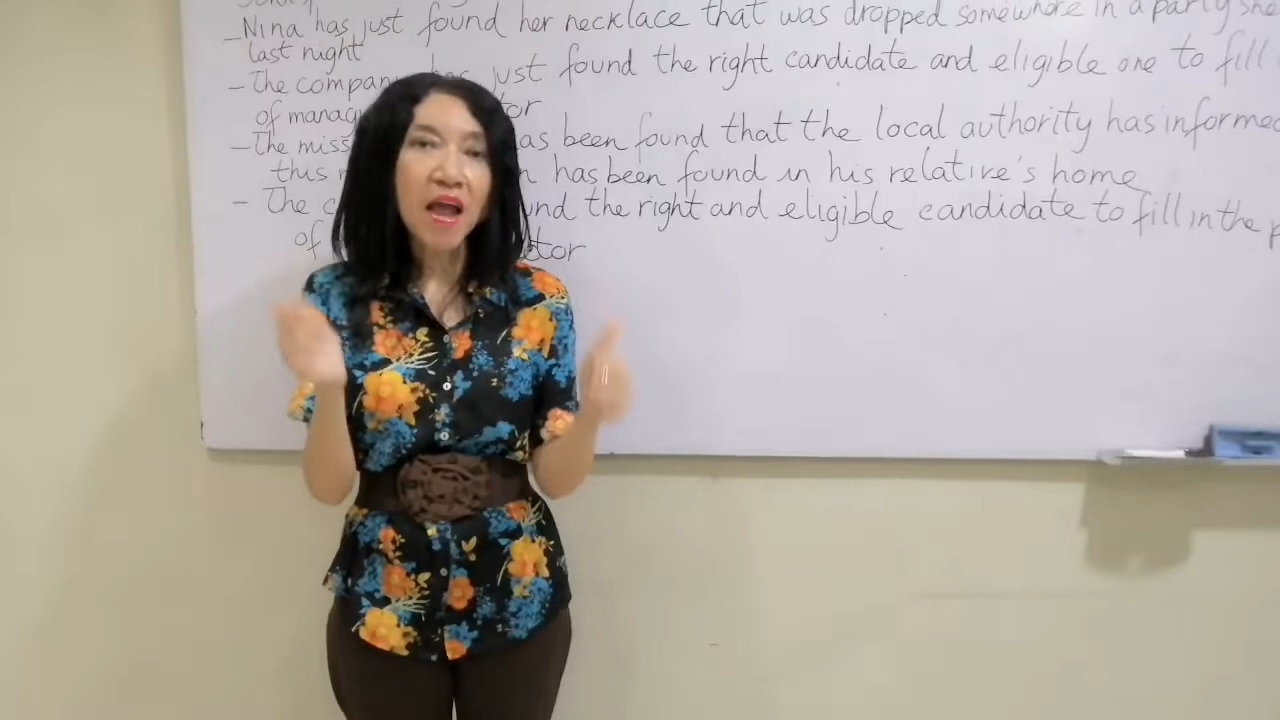 Nina has just found her necklace that was dropped somewhere in a party she
last night
- The company has just found the right candidate and eligible one to fill
of manag tor
- The miss as been found that the local authority has informed
this n has been found in his relative's home
- The c und the right and eligible candidate to fill in the p
of ctor